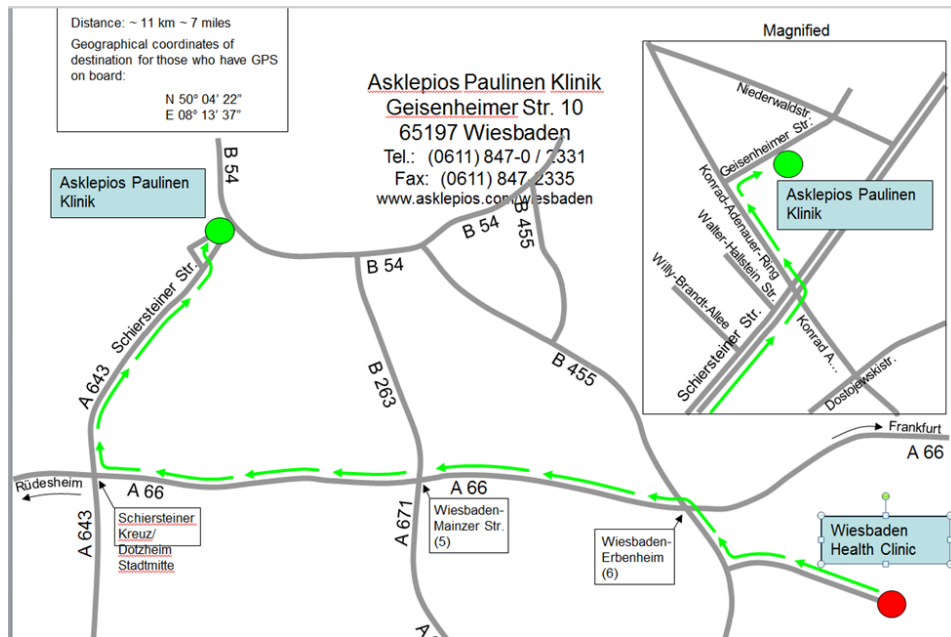 Distance: ~ 11 km ~ 7 miles
Geographical coordinates of
destination for those who have GPS
on board:
N 50° 04' 22"
E 08° 13' 37"
Asklepios Paulinen Klinik
Geisenheimer Str. 10
65197 Wiesbaden
Tel.: (0611) 847-0 / 2331
Fax: (0611) 847-2335
www.asklepios.com/wiesbaden
Magnified
Niederwaldstr.
Geisenheimer Str.
Asklepios Paulinen
Klinik
Konrad-Adenauer-Ring
Walter-Hallstein Str.
Willy-Brandt-Allee
Schiersteiner Str.
Konrad A...
Dostojewskistr.
Asklepios Paulinen
Klinik
B 54
B 54
B 54
B 455
Schiersteiner Str.
A 643
B 263
B 455
Frankfurt
A 66
Rüdesheim
A 66
A 66
A 643
Schiersteiner
Kreuz/
Dotzheim
Stadtmitte
A 671
Wiesbaden-
Mainzer Str.
(5)
Wiesbaden-
Erbenheim
(6)
Wiesbaden
Health Clinic